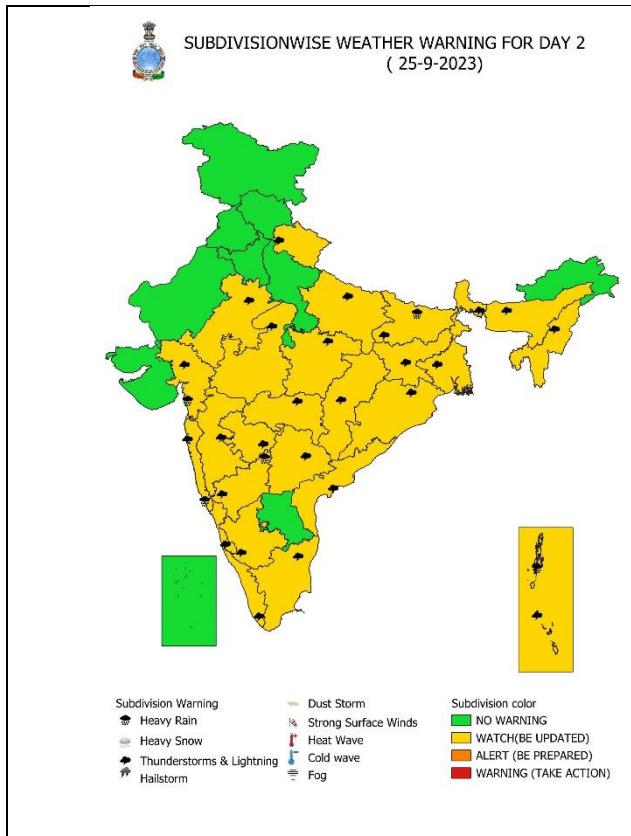 SUBDIVISIONWISE WEATHER WARNING FOR DAY 2
( 25-9-2023)
Subdivision Warning
Heavy Rain
Heavy Snow
Thunderstorms & Lightning
Hailstorm
Dust Storm
Strong Surface Winds
Heat Wave
Cold wave
Fog
Subdivision color
NO WARNING
WATCH(BE UPDATED)
ALERT (BE PREPARED)
WARNING (TAKE ACTION)